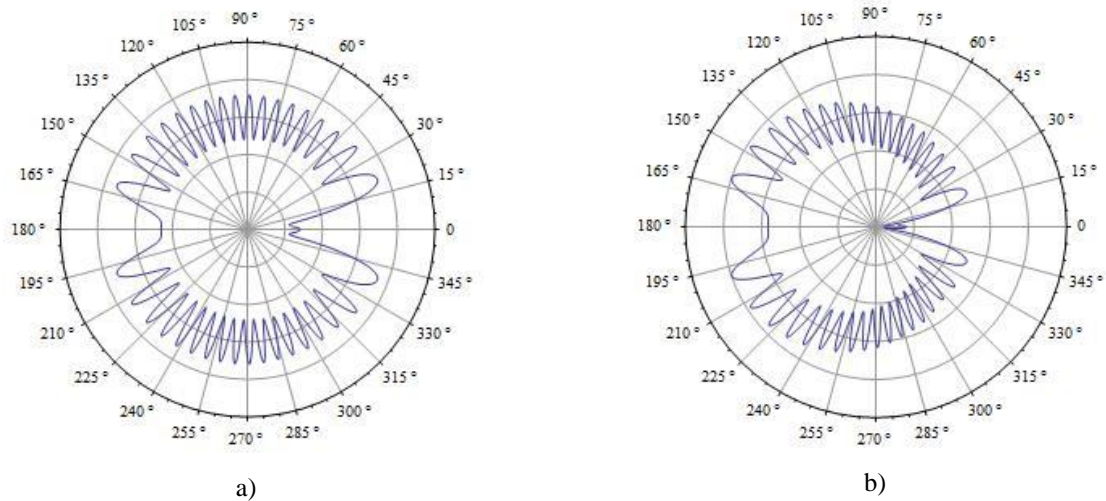 90 °
105 ° 75 °
120 ° 60 °
135 ° 45 °
150 ° 30 °
165 ° 15 °
180 ° 0
195 ° 345 °
210 ° 330 °
225 ° 315 °
240 ° 300 °
255 ° 285 °
270 °
a)
90 °
105 ° 75 °
120 ° 60 °
135 ° 45 °
150 ° 30 °
165 ° 15 °
180 ° 0
195 ° 345 °
210 ° 330 °
225 ° 315 °
240 ° 300 °
255 ° 285 °
270 °
b)